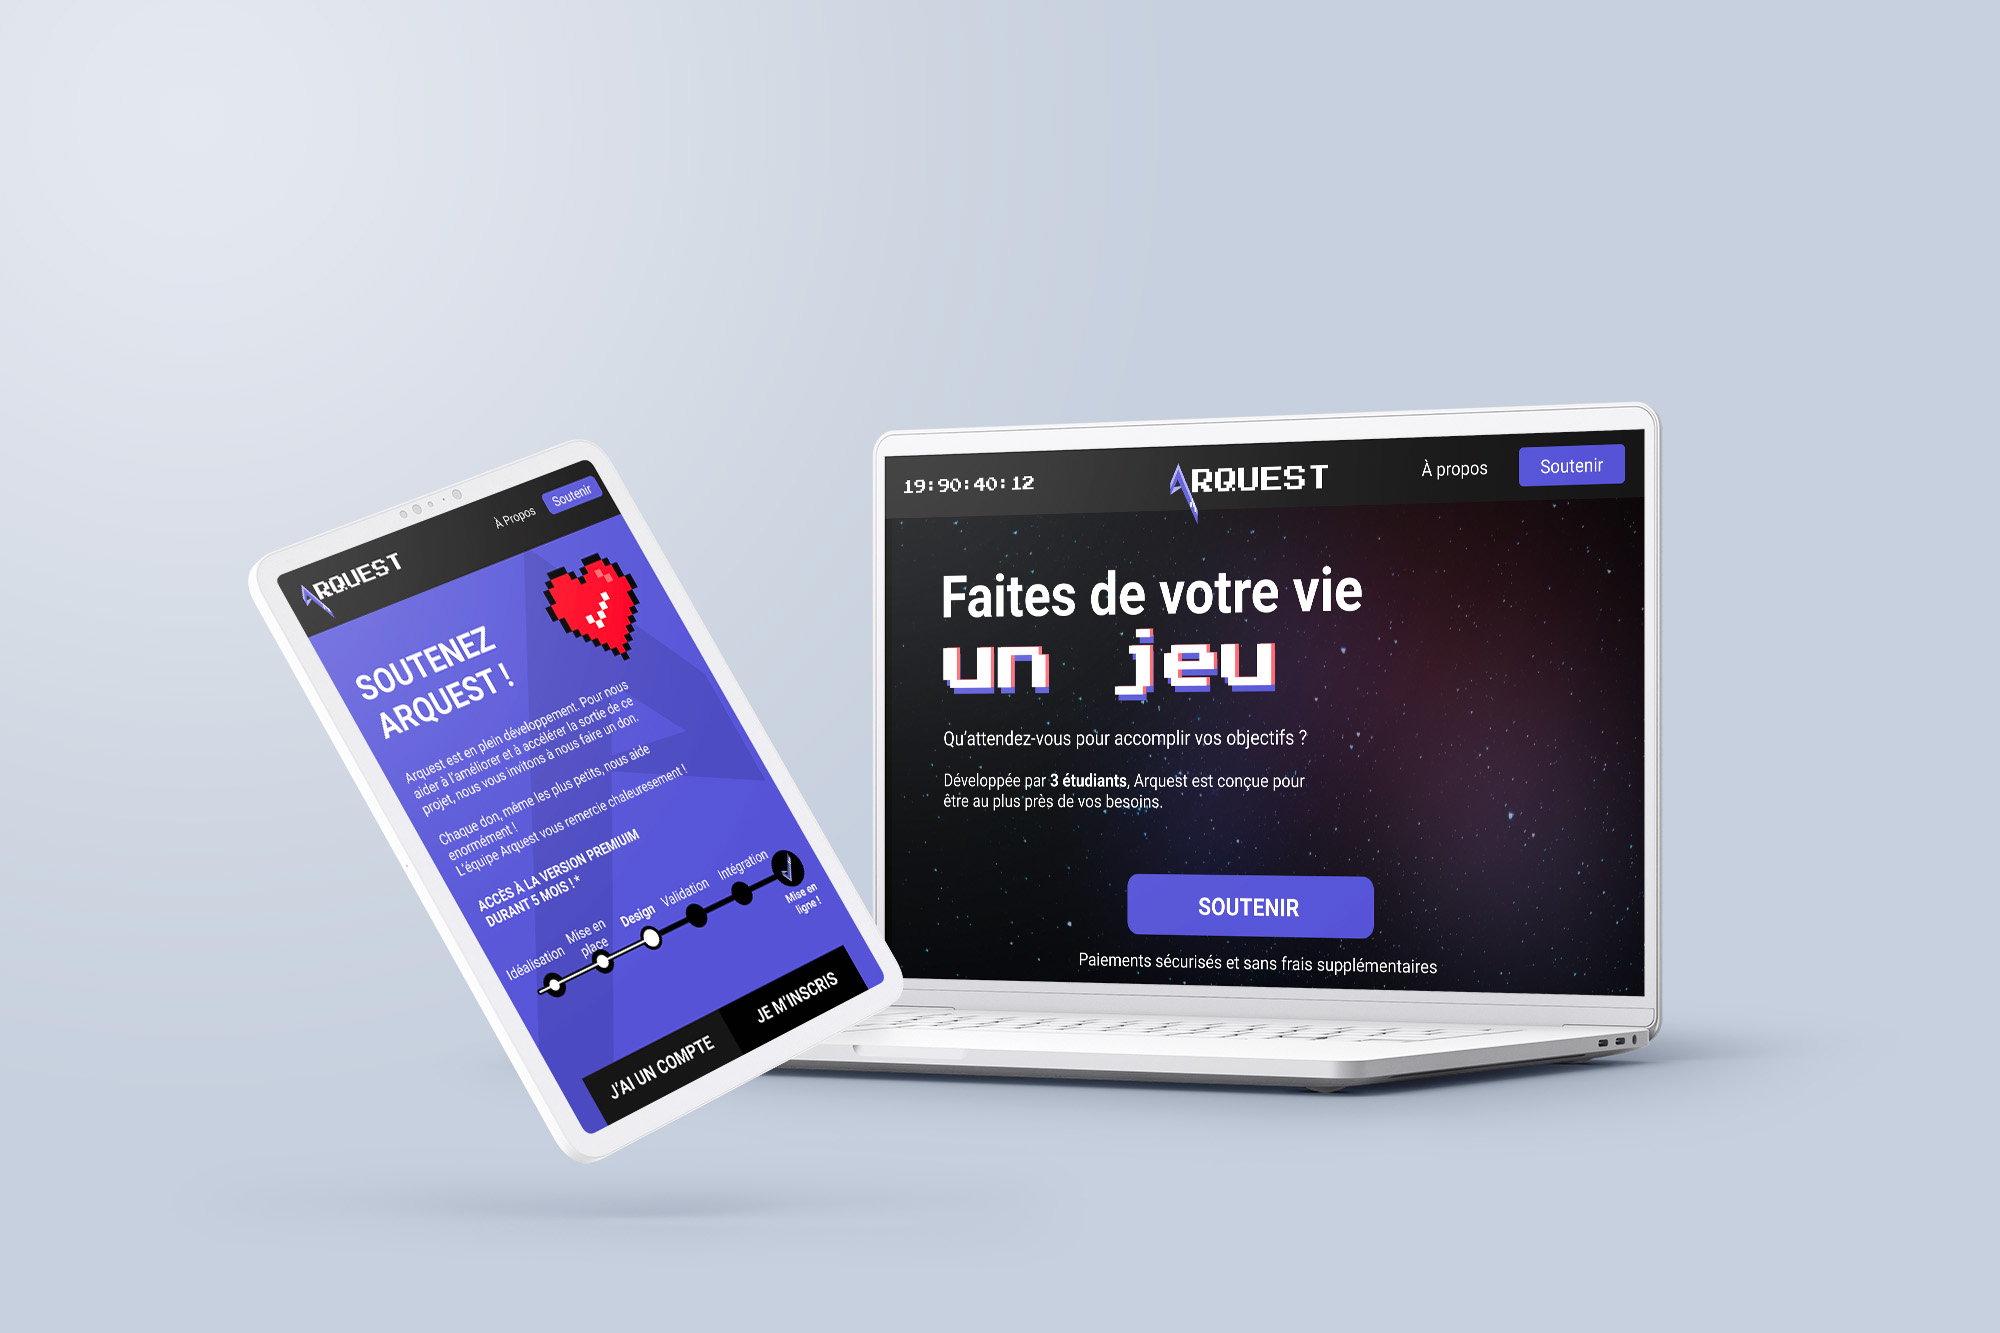 ARQUEST
À Propos
Soutenir
SOUTENEZ
ARQUEST !
Arquest est en plein développement. Pour nous
aider à l'améliorer et à accélérer la sortie de ce
projet, nous vous invitons à nous faire un don.
Chaque don, même les plus petits, nous aide
enormément !
L'équipe Arquest vous remercie chaleuresement !
ACCÈS À LA VERSION PREMIUIM
DURANT 5 MOIS ! *
Idéalisation
Mise en
place
Design
Validation
Intégration
Mise en
ligne !
J'AI UN COMPTE
JE M'INSCRIS
19:90:40:12
ARQUEST
À propos
Soutenir
Faites de votre vie
un jeu
Qu'attendez-vous pour accomplir vos objectifs ?
Développée par 3 étudiants, Arquest est conçue pour
être au plus près de vos besoins.
SOUTENIR
Paiements sécurisés et sans frais supplémentaires